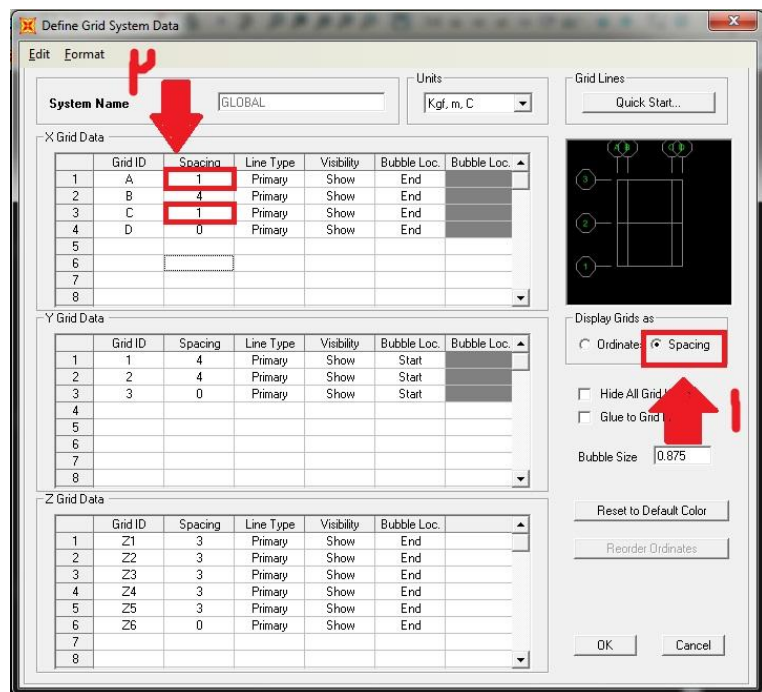 Define Grid System Data
Edit Format
۲
System Name GLOBAL
Units
Kgf, m, C
Grid Lines
Quick Start...
X Grid Data
Grid ID Spacing Line Type Visibility Bubble Loc. Bubble Loc.
1 A 1 Primary Show End
2 B 4 Primary Show End
3 C 1 Primary Show End
4 D 0 Primary Show End
5
6
7
8
A B C D
3
2
1
Y Grid Data
Grid ID Spacing Line Type Visibility Bubble Loc. Bubble Loc.
1 1 4 Primary Show Start
2 2 4 Primary Show Start
3 3 0 Primary Show Start
4
5
6
7
8
Display Grids as
Ordinates Spacing
۱
Hide All Grid
Glue to Grid
Bubble Size 0.875
Z Grid Data
Grid ID Spacing Line Type Visibility Bubble Loc.
1 Z1 3 Primary Show End
2 Z2 3 Primary Show End
3 Z3 3 Primary Show End
4 Z4 3 Primary Show End
5 Z5 3 Primary Show End
6 Z6 0 Primary Show End
7
8
Reset to Default Color
Reorder Ordinates
OK Cancel